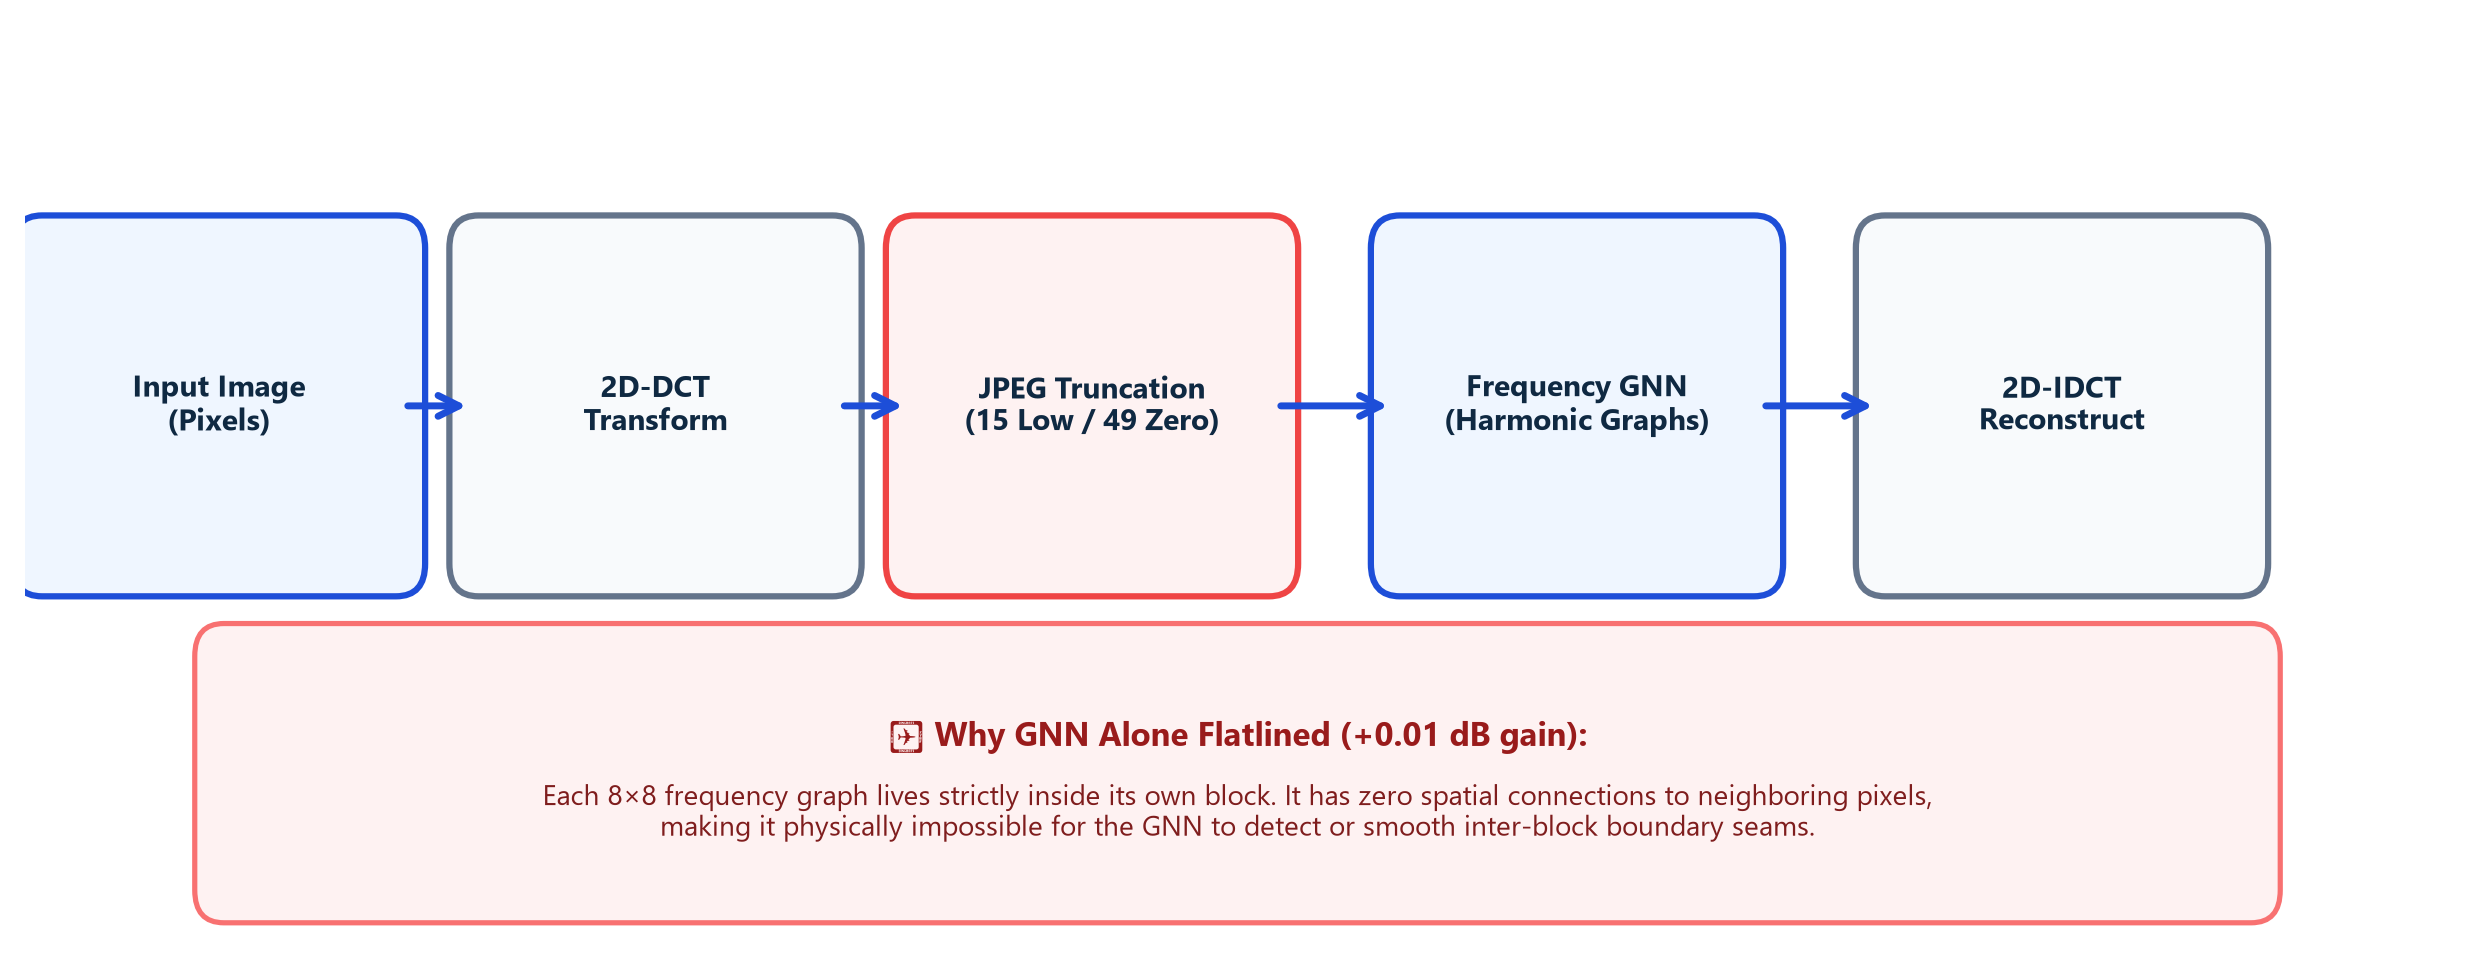 Input Image
(Pixels)
2D-DCT
Transform
JPEG Truncation
(15 Low / 49 Zero)
Frequency GNN
(Harmonic Graphs)
2D-IDCT
Reconstruct
Why GNN Alone Flatlined (+0.01 dB gain):
Each 8×8 frequency graph lives strictly inside its own block. It has zero spatial connections to neighboring pixels,
making it physically impossible for the GNN to detect or smooth inter-block boundary seams.